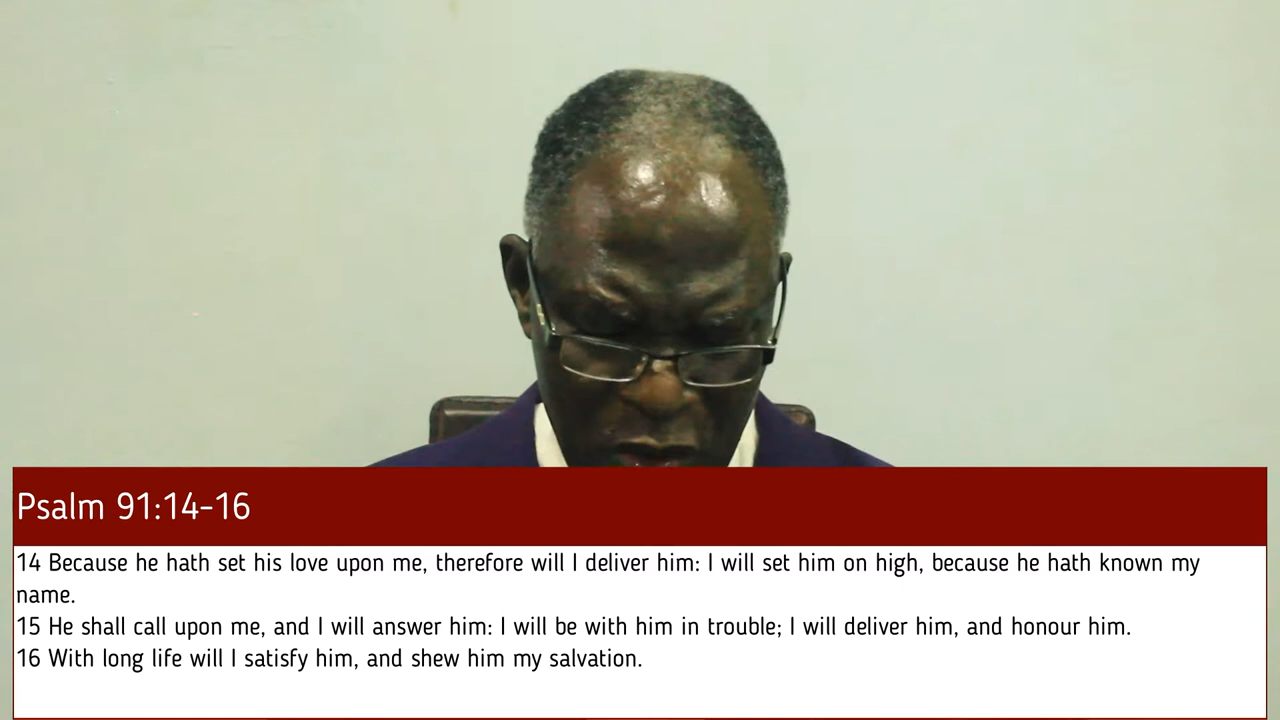 Psalm 91:14-16
14 Because he hath set his love upon me, therefore will I deliver him: I will set him on high, because he hath known my
name.
15 He shall call upon me, and I will answer him: I will be with him in trouble; I will deliver him, and honour him.
16 With long life will I satisfy him, and shew him my salvation.